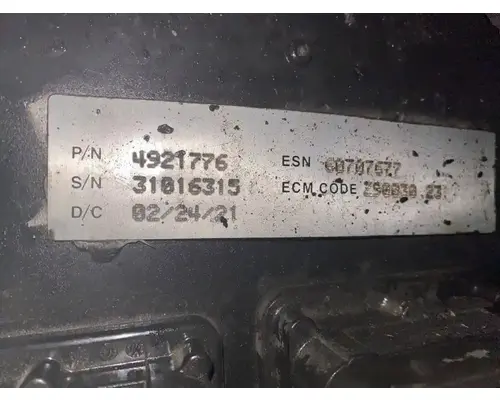 P/N 4921776
S/N 31016315
D/C 02/24/21
ESN
ECM CODE